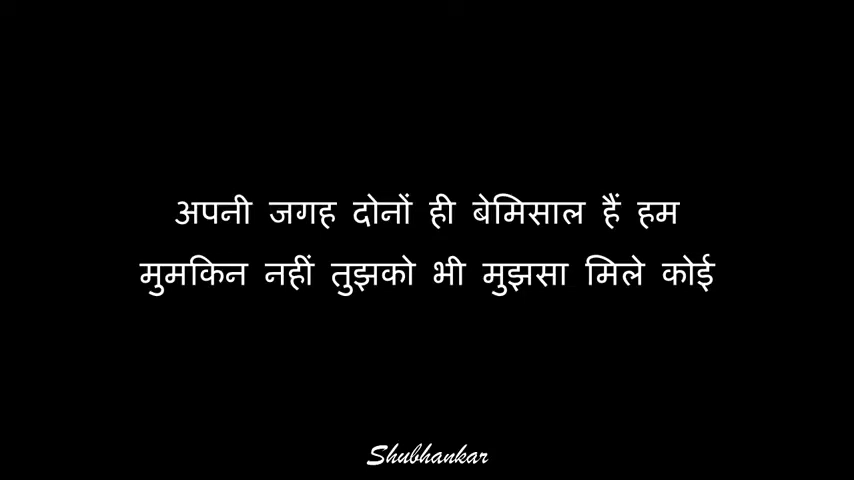 अपनी जगह दोनों ही बेमिसाल हैं हम
मुमकिन नहीं तुझको भी मुझसा मिले कोई
Shubhankar